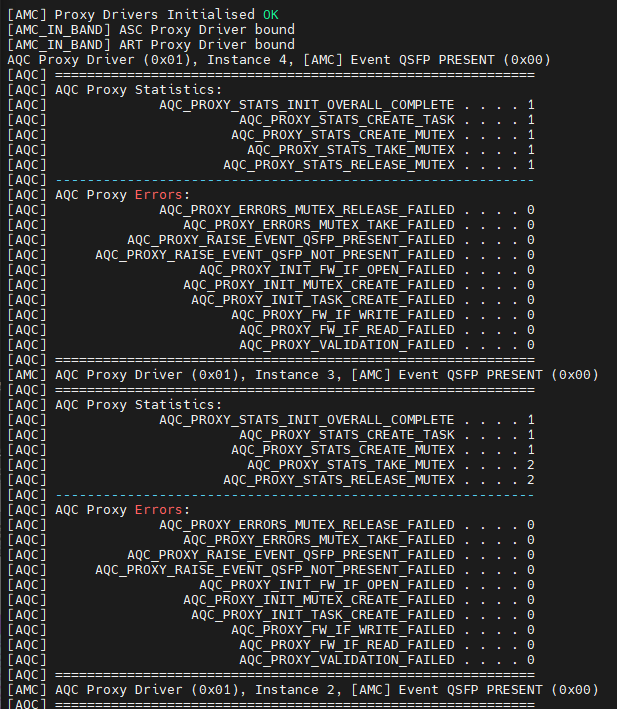 [AMC] Proxy Drivers Initialised OK
[AMC_IN_BAND] ASC Proxy Driver bound
[AMC_IN_BAND] ART Proxy Driver bound
AQC Proxy Driver (0x01), Instance 4, [AMC] Event QSFP PRESENT (0x00)
[AQC] ============================================================
[AQC] AQC Proxy Statistics:
[AQC]              AQC_PROXY_STATS_INIT_OVERALL_COMPLETE . . . . 1
[AQC]                        AQC_PROXY_STATS_CREATE_TASK . . . . 1
[AQC]                       AQC_PROXY_STATS_CREATE_MUTEX . . . . 1
[AQC]                         AQC_PROXY_STATS_TAKE_MUTEX . . . . 1
[AQC]                      AQC_PROXY_STATS_RELEASE_MUTEX . . . . 1
[AQC] ------------------------------------------------------------
[AQC] AQC Proxy Errors:
[AQC]              AQC_PROXY_ERRORS_MUTEX_RELEASE_FAILED . . . . 0
[AQC]                 AQC_PROXY_ERRORS_MUTEX_TAKE_FAILED . . . . 0
[AQC]          AQC_PROXY_RAISE_EVENT_QSFP_PRESENT_FAILED . . . . 0
[AQC]      AQC_PROXY_RAISE_EVENT_QSFP_NOT_PRESENT_FAILED . . . . 0
[AQC]                   AQC_PROXY_INIT_FW_IF_OPEN_FAILED . . . . 0
[AQC]                 AQC_PROXY_INIT_MUTEX_CREATE_FAILED . . . . 0
[AQC]                  AQC_PROXY_INIT_TASK_CREATE_FAILED . . . . 0
[AQC]                       AQC_PROXY_FW_IF_WRITE_FAILED . . . . 0
[AQC]                        AQC_PROXY_FW_IF_READ_FAILED . . . . 0
[AQC]                        AQC_PROXY_VALIDATION_FAILED . . . . 0
[AQC] ============================================================
[AMC] AQC Proxy Driver (0x01), Instance 3, [AMC] Event QSFP PRESENT (0x00)
[AQC] ============================================================
[AQC] AQC Proxy Statistics:
[AQC]              AQC_PROXY_STATS_INIT_OVERALL_COMPLETE . . . . 1
[AQC]                        AQC_PROXY_STATS_CREATE_TASK . . . . 1
[AQC]                       AQC_PROXY_STATS_CREATE_MUTEX . . . . 1
[AQC]                         AQC_PROXY_STATS_TAKE_MUTEX . . . . 2
[AQC]                      AQC_PROXY_STATS_RELEASE_MUTEX . . . . 2
[AQC] ------------------------------------------------------------
[AQC] AQC Proxy Errors:
[AQC]              AQC_PROXY_ERRORS_MUTEX_RELEASE_FAILED . . . . 0
[AQC]                 AQC_PROXY_ERRORS_MUTEX_TAKE_FAILED . . . . 0
[AQC]          AQC_PROXY_RAISE_EVENT_QSFP_PRESENT_FAILED . . . . 0
[AQC]      AQC_PROXY_RAISE_EVENT_QSFP_NOT_PRESENT_FAILED . . . . 0
[AQC]                   AQC_PROXY_INIT_FW_IF_OPEN_FAILED . . . . 0
[AQC]                 AQC_PROXY_INIT_MUTEX_CREATE_FAILED . . . . 0
[AQC]                  AQC_PROXY_INIT_TASK_CREATE_FAILED . . . . 0
[AQC]                       AQC_PROXY_FW_IF_WRITE_FAILED . . . . 0
[AQC]                        AQC_PROXY_FW_IF_READ_FAILED . . . . 0
[AQC]                        AQC_PROXY_VALIDATION_FAILED . . . . 0
[AQC] ============================================================
[AMC] AQC Proxy Driver (0x01), Instance 2, [AMC] Event QSFP PRESENT (0x00)
[AQC] ============================================================